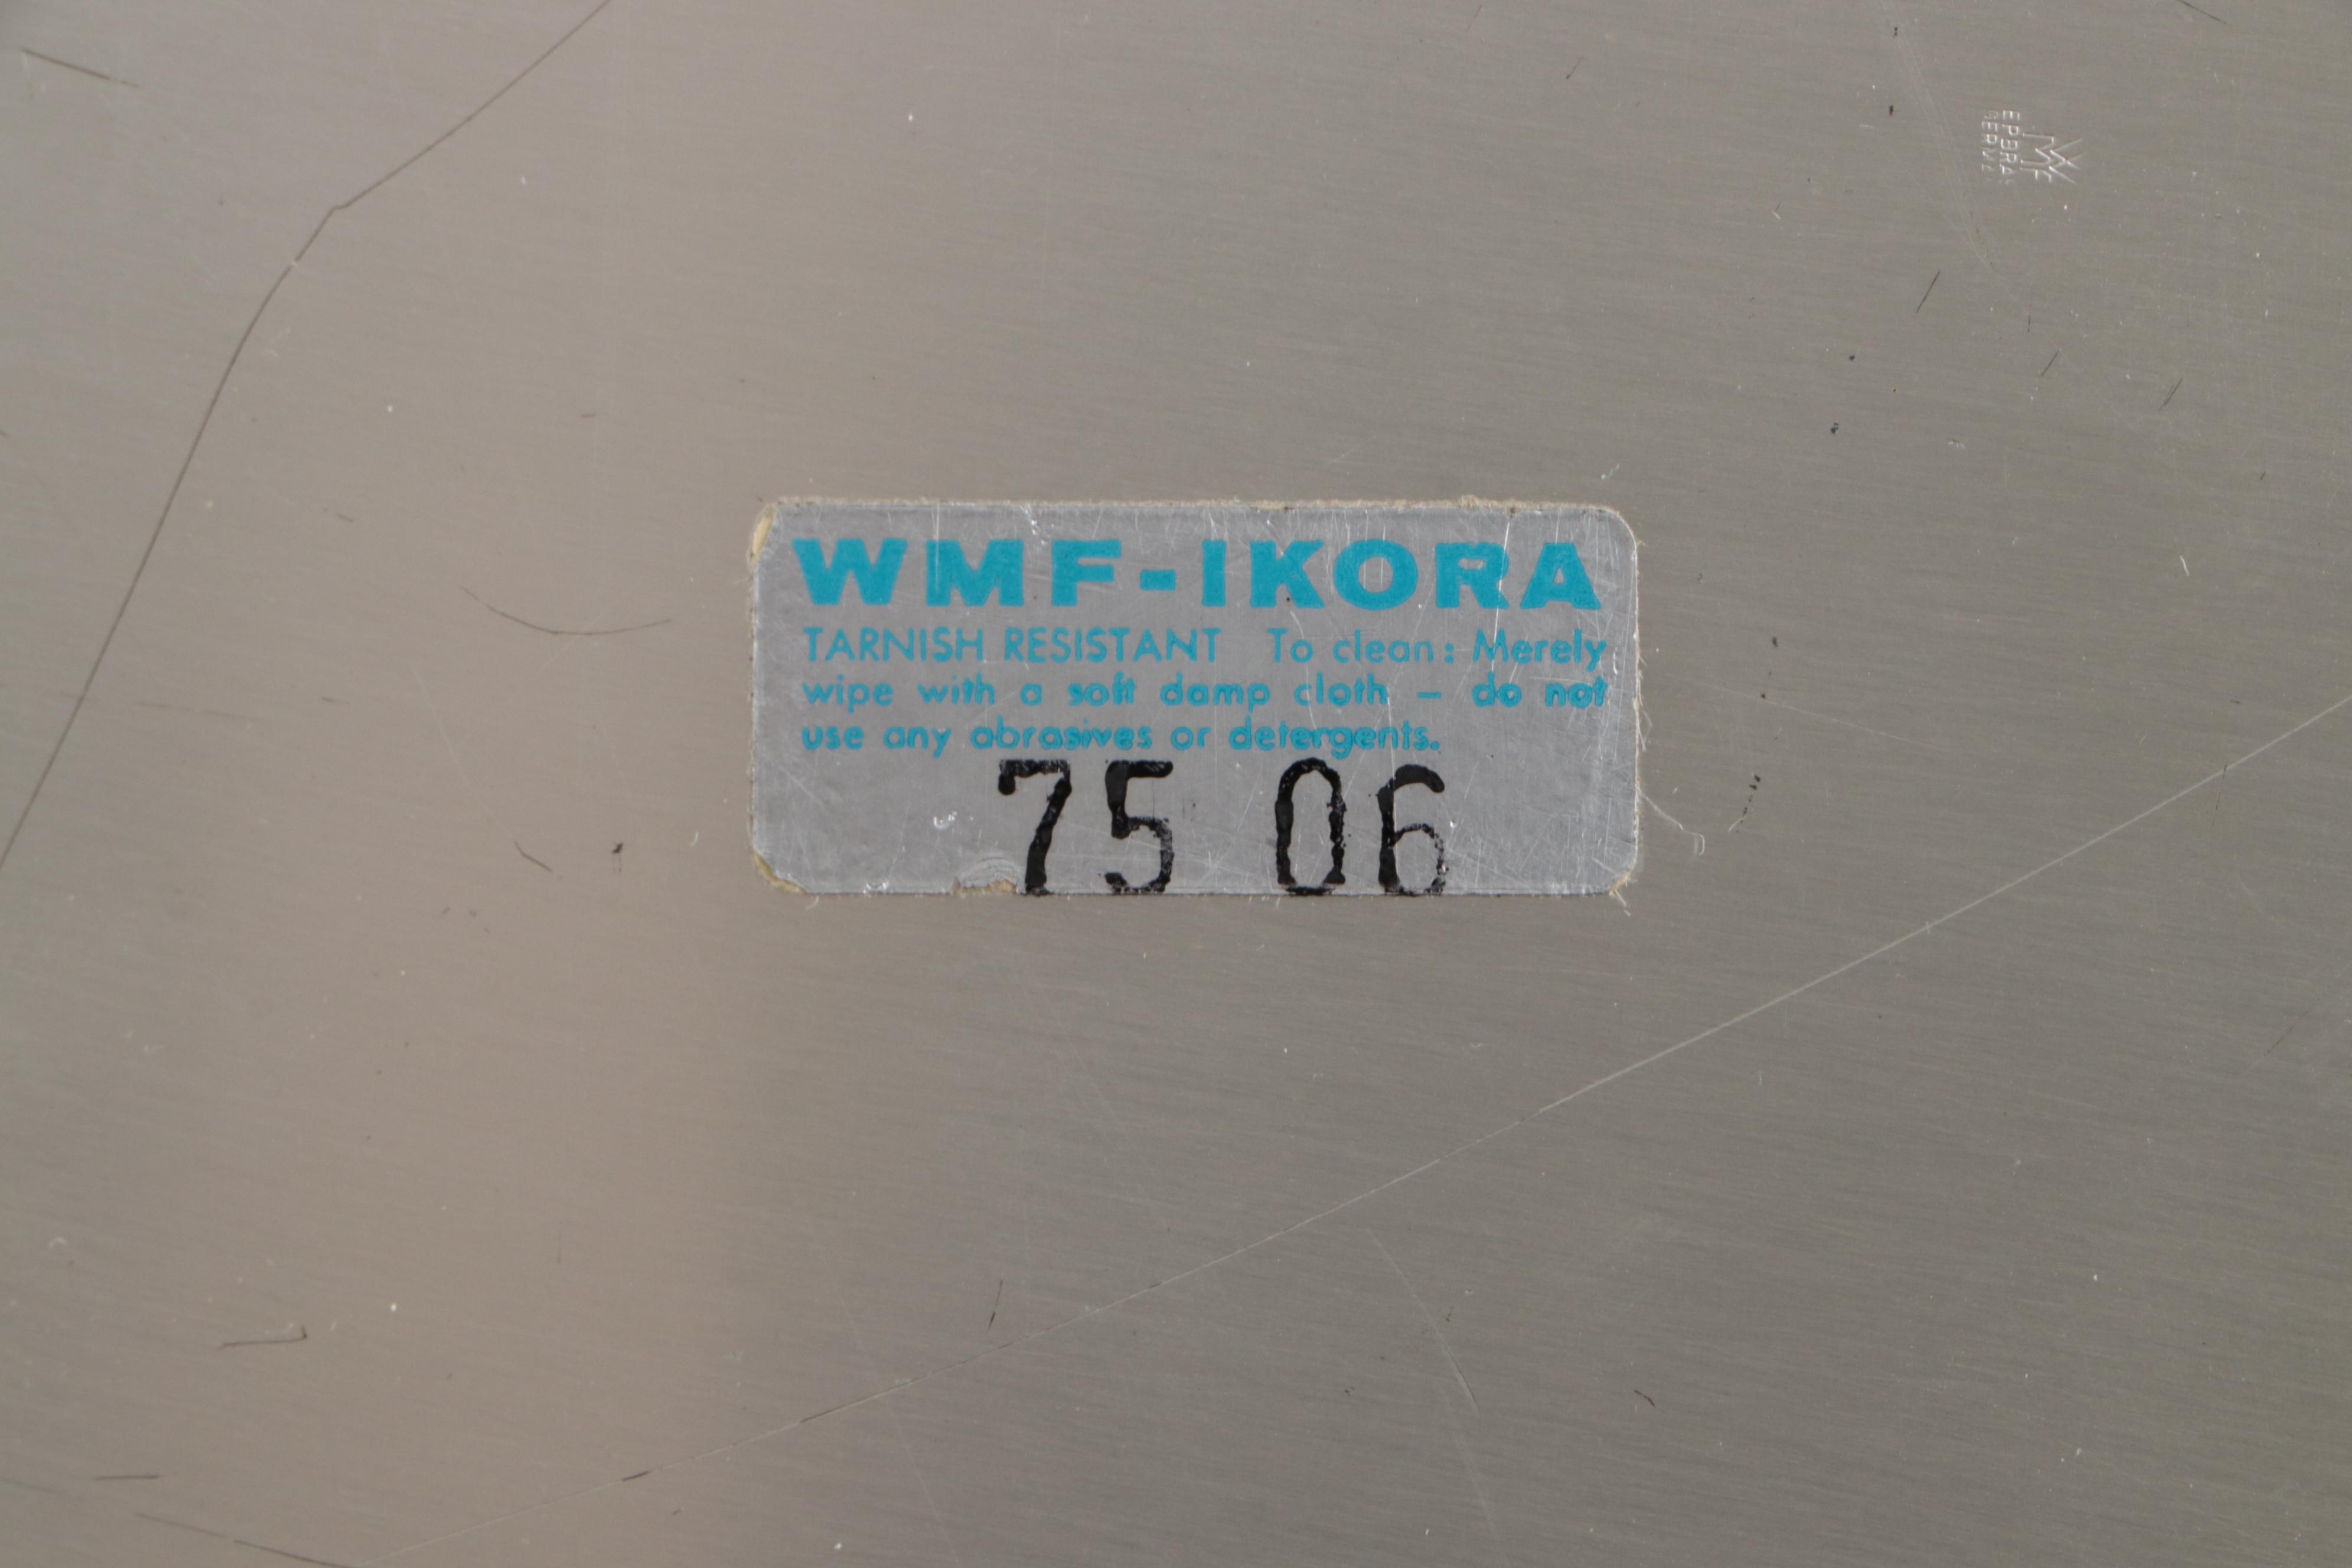 WMF-IKORA
TARNISH RESISTANT To clean: Merely
wipe with a soft damp cloth – do not
use any abrasives or detergents.
75 06
WMF